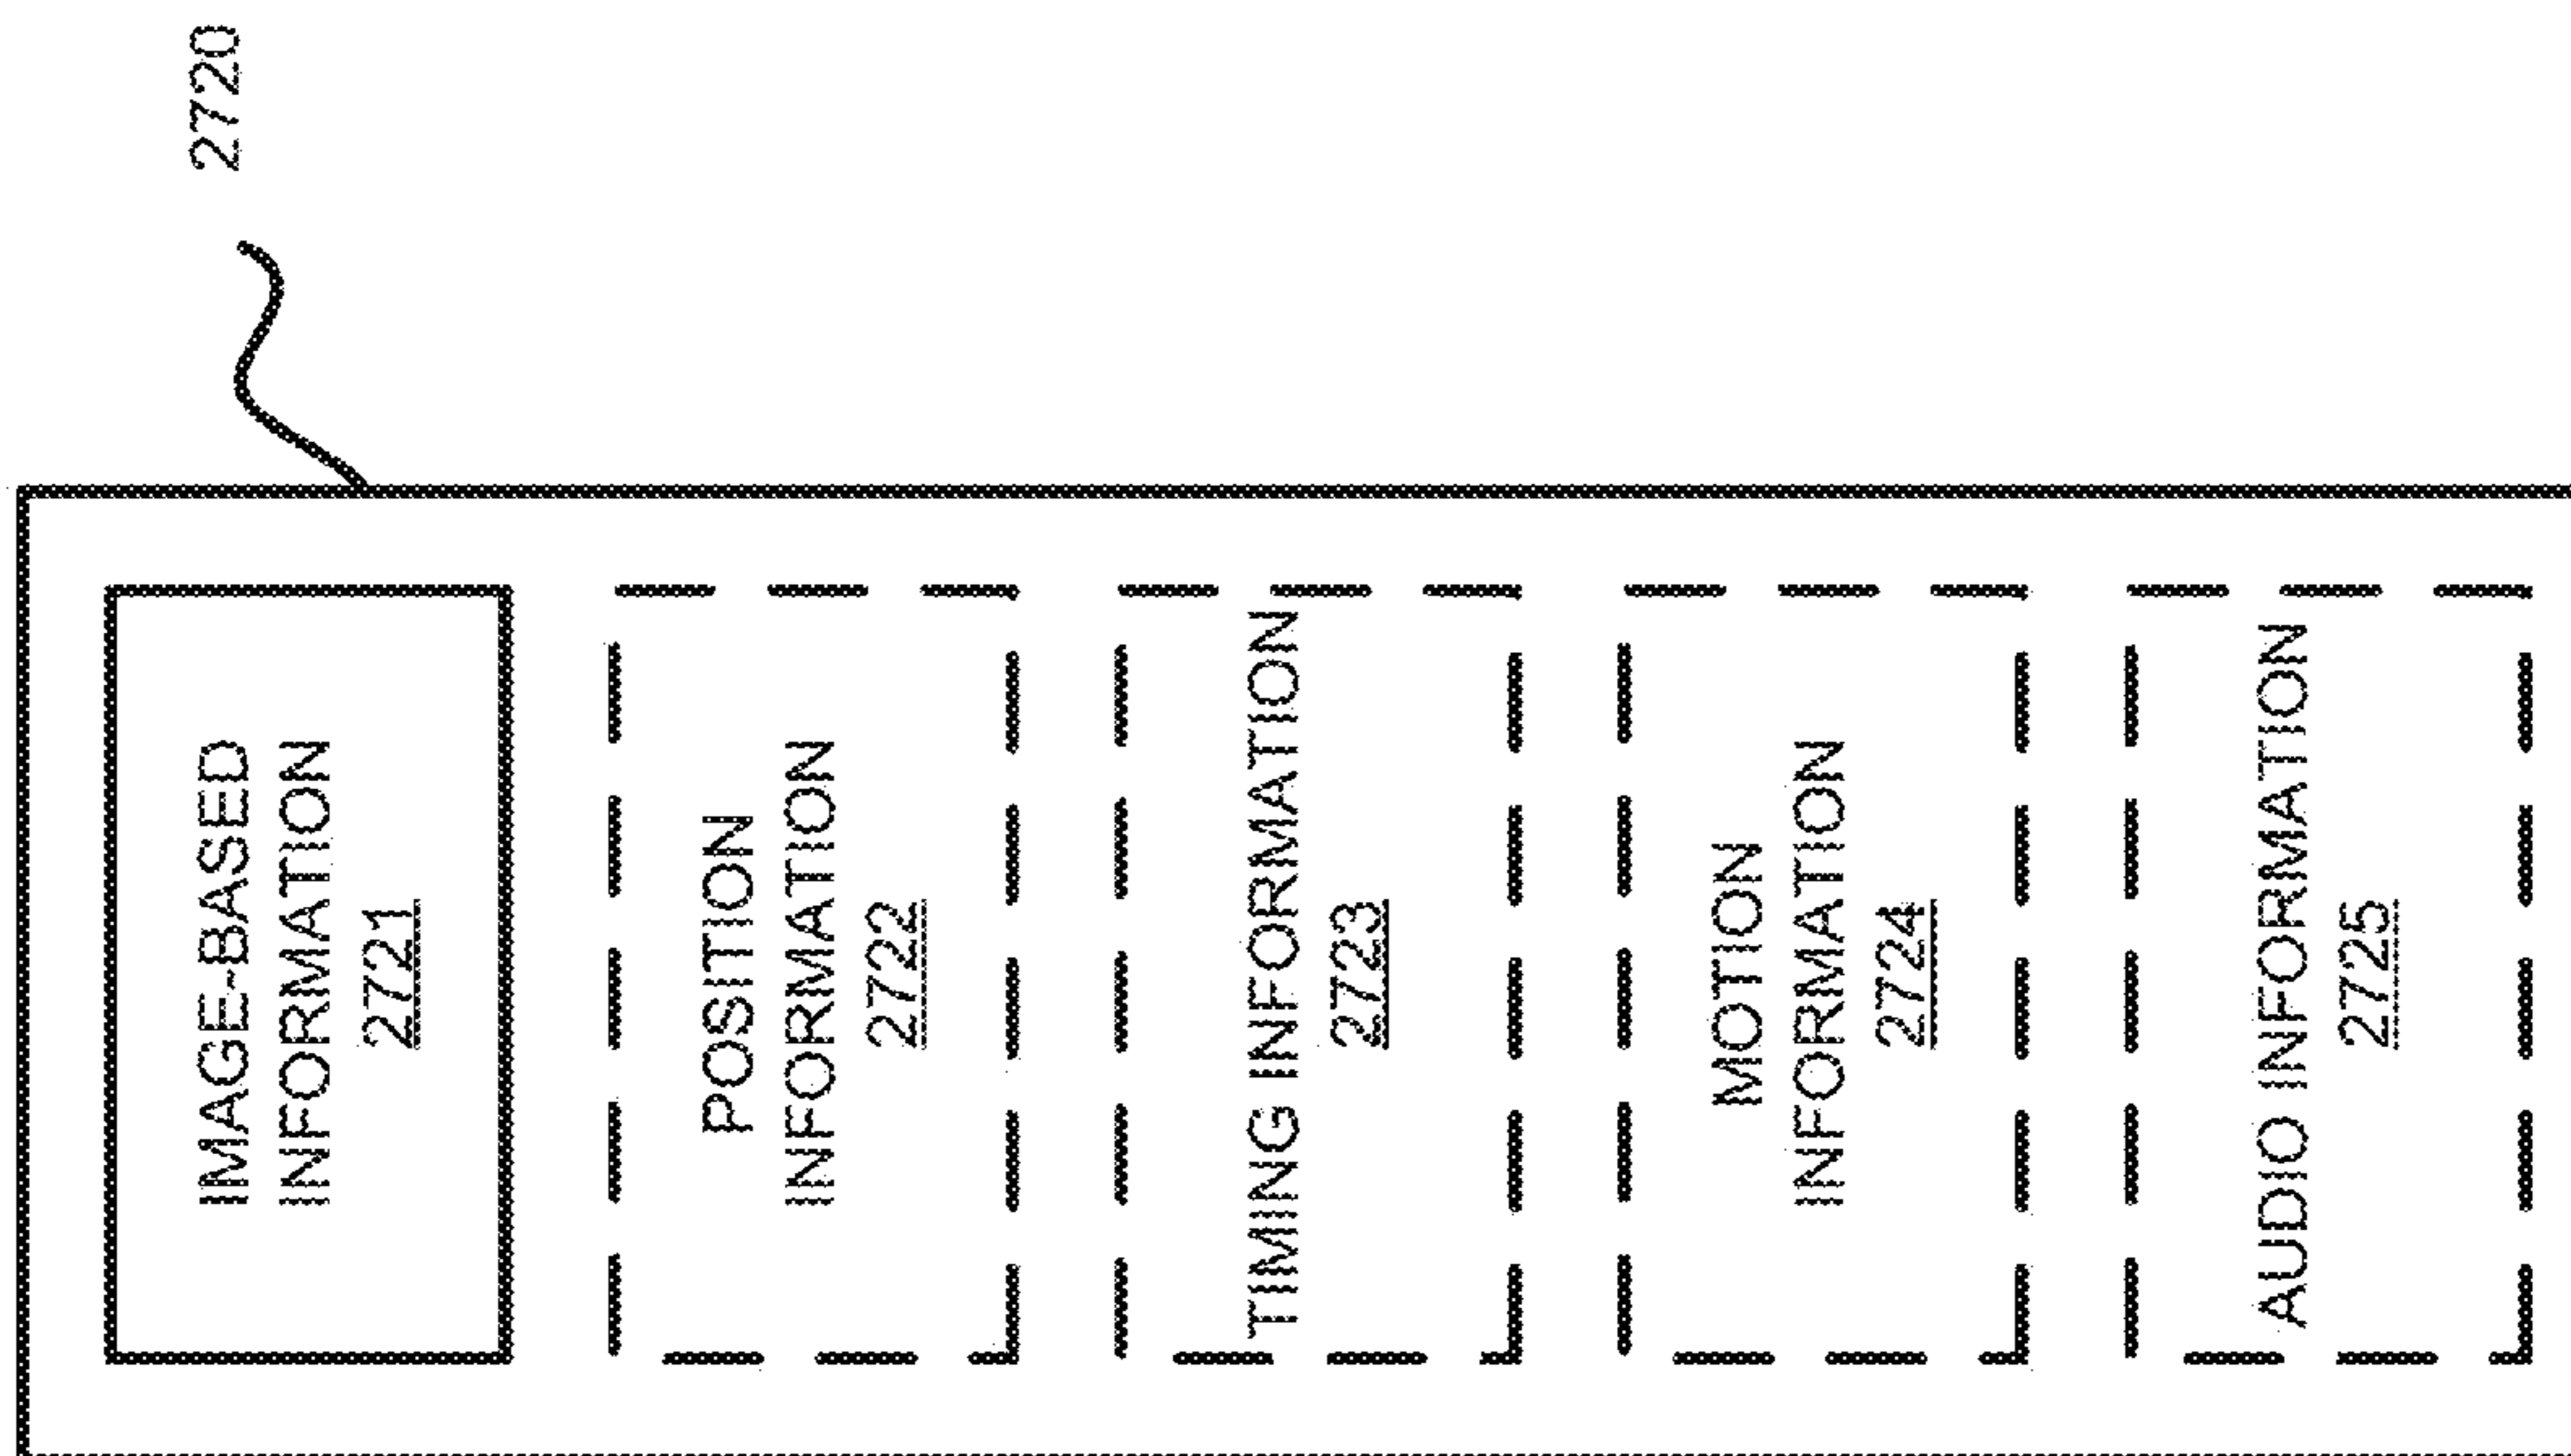 2720
IMAGE-BASED
INFORMATION
2721
POSITION
INFORMATION
2722
TIMING INFORMATION
2723
MOTION
INFORMATION
2724
AUDIO INFORMATION
2725